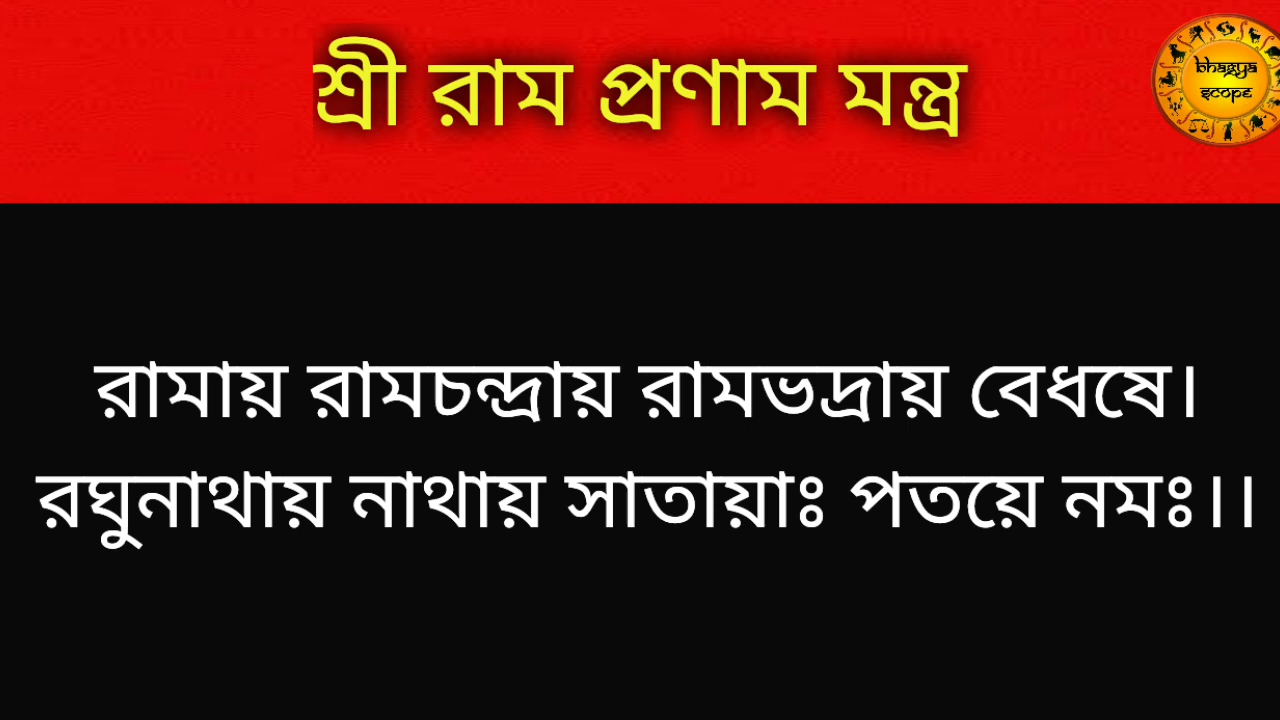 শ্রী রাম প্রণাম মন্ত্র
bhagya
scope
রামায় রামচন্দ্রায় রামভদ্রায় বেধষে।
রঘুনাথায় নাথায় সাতায়াঃ পতয়ে নমঃ।।